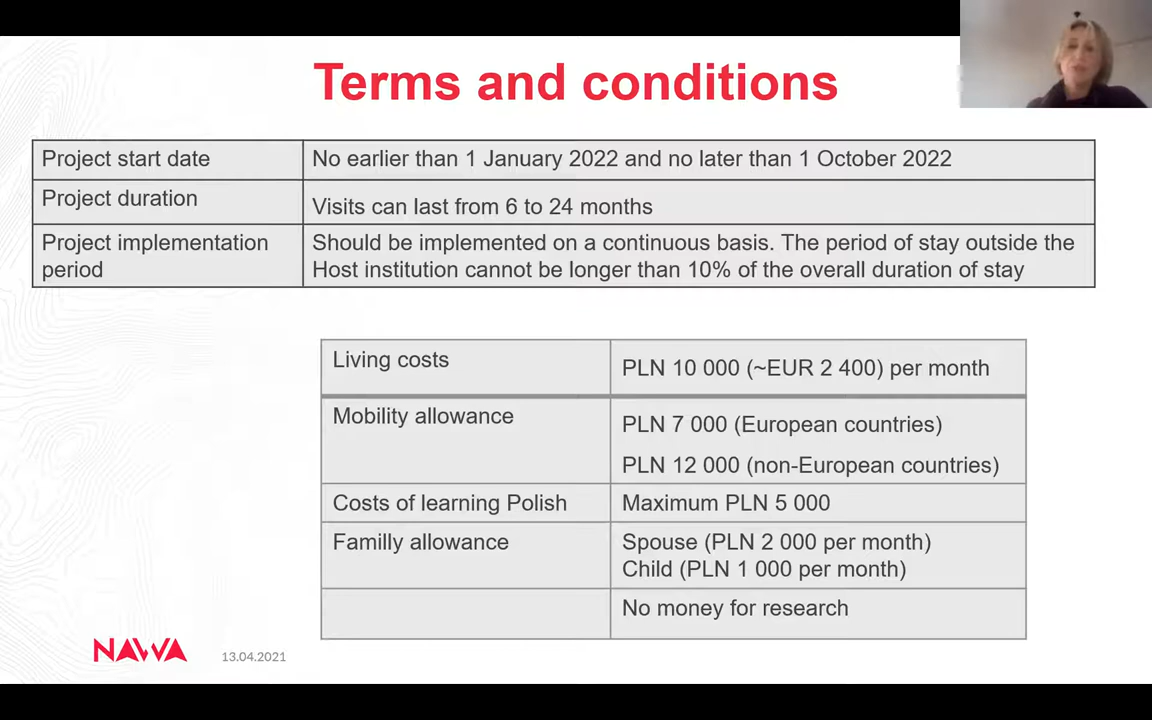 Terms and conditions
Project start date
No earlier than 1 January 2022 and no later than 1 October 2022
Project duration
Visits can last from 6 to 24 months
Project implementation
period
Should be implemented on a continuous basis. The period of stay outside the
Host institution cannot be longer than 10% of the overall duration of stay
Living costs
PLN 10 000 (~EUR 2 400) per month
Mobility allowance
PLN 7 000 (European countries)
PLN 12 000 (non-European countries)
Costs of learning Polish
Maximum PLN 5 000
Familly allowance
Spouse (PLN 2 000 per month)
Child (PLN 1 000 per month)
No money for research
NAWA
13.04.2021